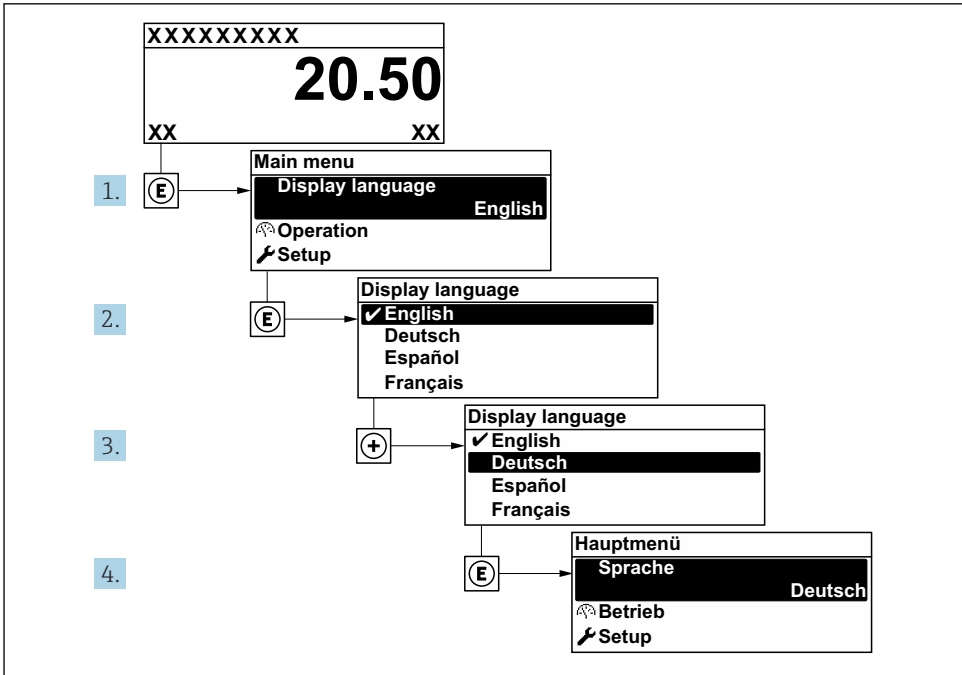 XXXXXXXXX
20.50
XX XX
1.
E
Main menu
Display language
English
Operation
Setup
2.
E
Display language
✔ English
Deutsch
Español
Français
3.
+
Display language
✔ English
Deutsch
Español
Français
4.
E
Hauptmenü
Sprache
Deutsch
Betrieb
Setup